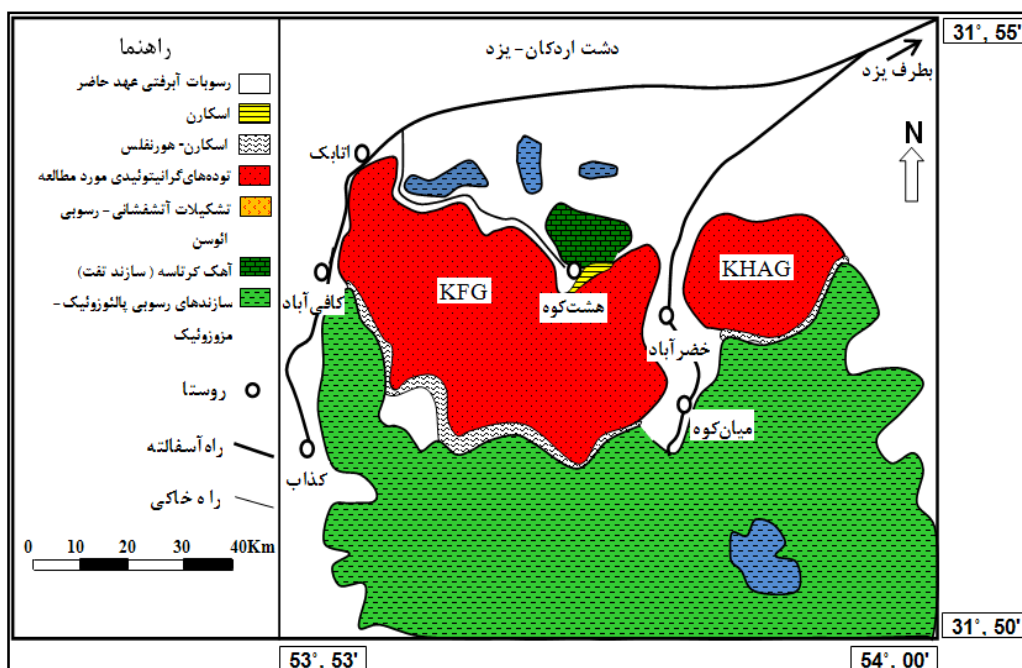 راهنما
رسوبات آبرفتی عهد حاضر
اسکارن
اسکارن- هورنفلس
توده‌های گرانیتوئیدی مورد مطالعه
تشکیلات آتشفشانی - رسوبی
ائوسن
آهک کرتاسه ( سازند تفت)
سازندهای رسوبی پالئوزوئیک -
مزوزوئیک
روستا
راه آسفالته
راه خاکی
0 10 20 30 40Km
دشت اردکان- یزد
بطرف یزد
N
اتابک
KFG
KHAG
کافی‌آباد
هشت‌کوه
خضرآباد
میان‌کوه
کذاب
31°, 55'
31°, 50'
53°, 53'
54°, 00'